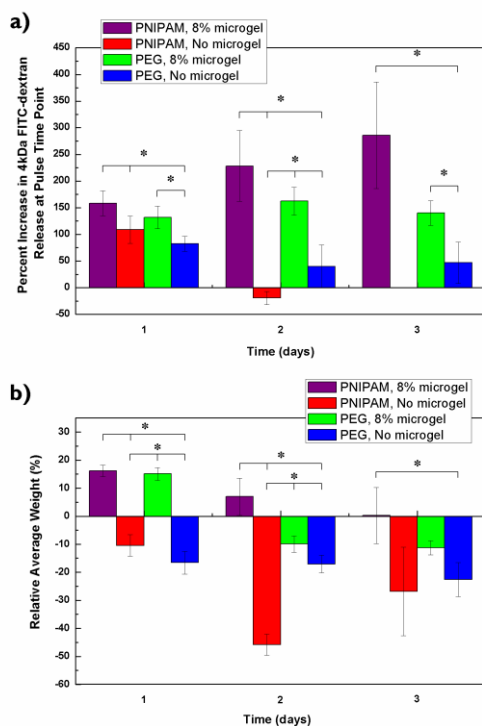 a)
PNIPAM, 8% microgel
PNIPAM, No microgel
PEG, 8% microgel
PEG, No microgel
Percent Increase in 4kDa FITC-dextran
Release at Pulse Time Point
450
400
350
300
250
200
150
100
50
0
-50
* * * * * *
1 2 3
Time (days)
b)
PNIPAM, 8% microgel
PNIPAM, No microgel
PEG, 8% microgel
PEG, No microgel
Relative Average Weight (%)
30
20
10
0
-10
-20
-30
-40
-50
-60
* * * * *
1 2 3
Time (days)